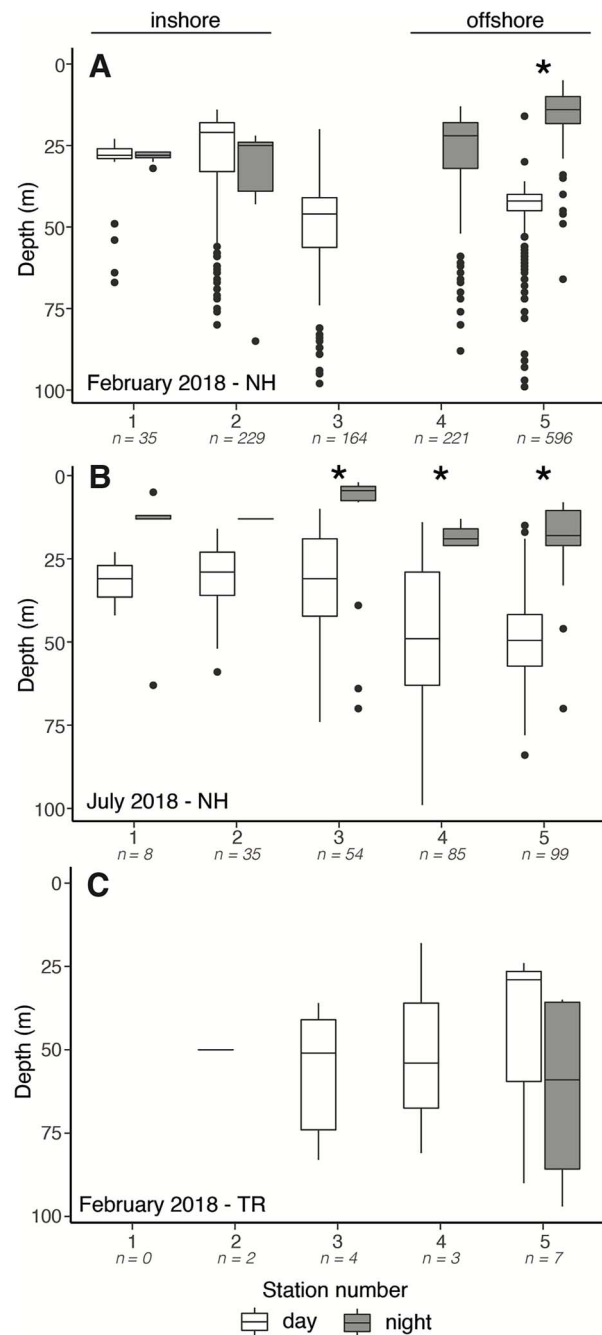 inshore offshore
A
*
0
25
50
75
100
Depth (m)
February 2018 - NH
1 2 3 4 5
n = 35 n = 229 n = 164 n = 221 n = 596
B
* * *
0
25
50
75
100
Depth (m)
July 2018 - NH
1 2 3 4 5
n = 8 n = 35 n = 54 n = 85 n = 99
C
0
25
50
75
100
Depth (m)
February 2018 - TR
1 2 3 4 5
n = 0 n = 2 n = 4 n = 3 n = 7
Station number
day night